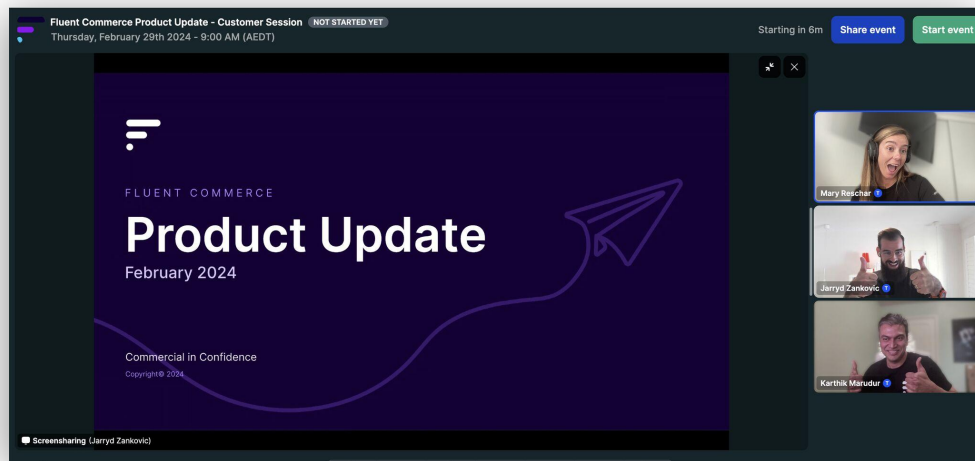 Fluent Commerce Product Update - Customer Session NOT STARTED YET
Thursday, February 29th 2024 - 9:00 AM (AEDT)
Starting in 6m Share event Start event
FLUENT COMMERCE
Product Update
February 2024
Commercial in Confidence
Copyright© 2024
Screensharing (Jarryd Zankovic)
Mary Reschar T
Jarryd Zankovic T
Karthik Marudur T